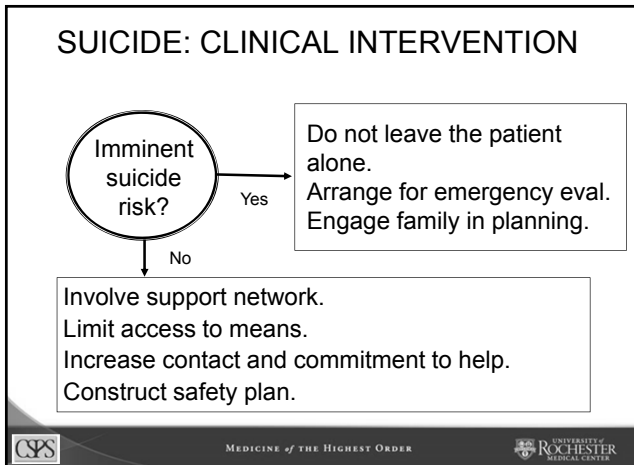 SUICIDE: CLINICAL INTERVENTION
Imminent
suicide
risk?
Yes
Do not leave the patient
alone.
Arrange for emergency eval.
Engage family in planning.
No
Involve support network.
Limit access to means.
Increase contact and commitment to help.
Construct safety plan.
CSPS
MEDICINE of THE HIGHEST ORDER
UNIVERSITY of
ROCHESTER
MEDICAL CENTER